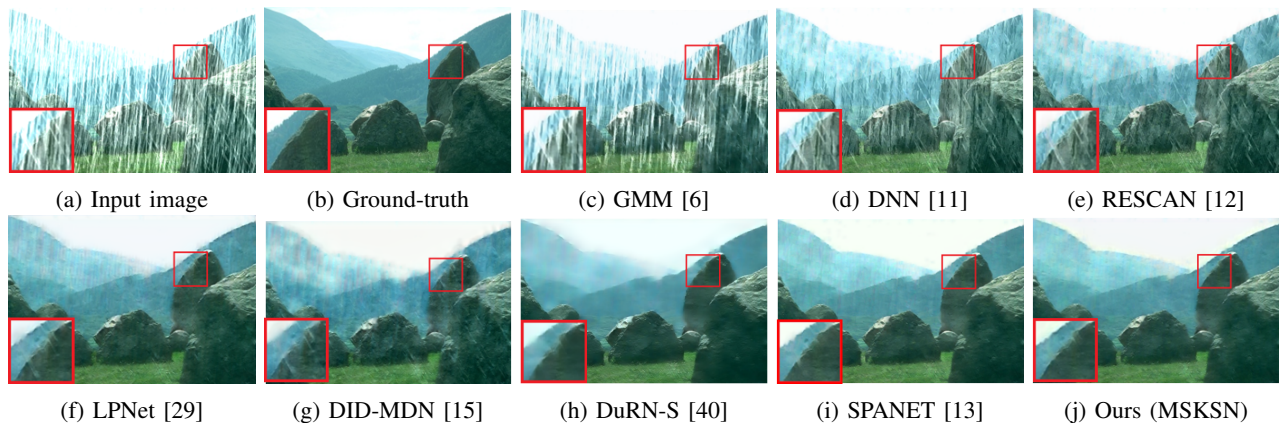 (a) Input image
(b) Ground-truth
(c) GMM [6]
(d) DNN [11]
(e) RESCAN [12]
(f) LPNet [29]
(g) DID-MDN [15]
(h) DuRN-S [40]
(i) SPANET [13]
(j) Ours (MSKSN)